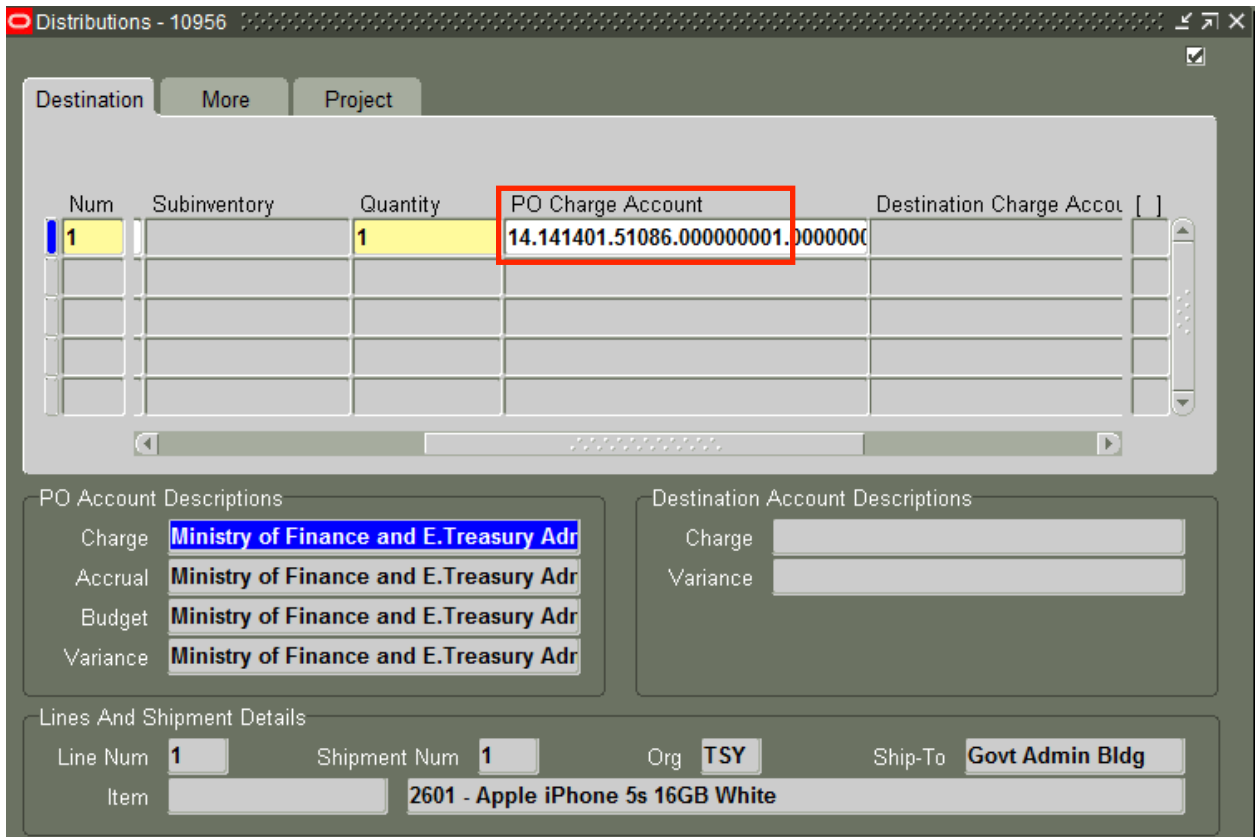 Distributions - 10956
Destination More Project
Num Subinventory Quantity PO Charge Account Destination Charge Accou [ ]
1 1 14.141401.51086.000000001.0000000
PO Account Descriptions Destination Account Descriptions
Charge Ministry of Finance and E.Treasury Adr Charge
Accrual Ministry of Finance and E.Treasury Adr Variance
Budget Ministry of Finance and E.Treasury Adr
Variance Ministry of Finance and E.Treasury Adr
Lines And Shipment Details
Line Num 1 Shipment Num 1 Org TSY Ship-To Govt Admin Bldg
Item 2601 - Apple iPhone 5s 16GB White